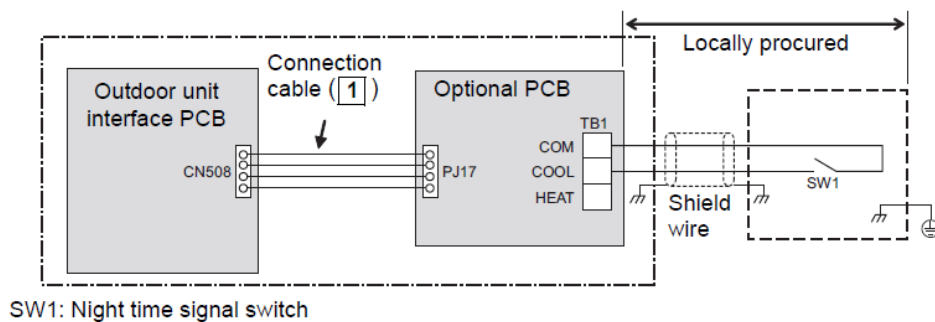 Locally procured
Connection
cable ( 1 )
Outdoor unit
interface PCB
Optional PCB
TB1
COM
CN508
PJ17
COOL
SW1
HEAT
Shield
wire
SW1: Night time signal switch